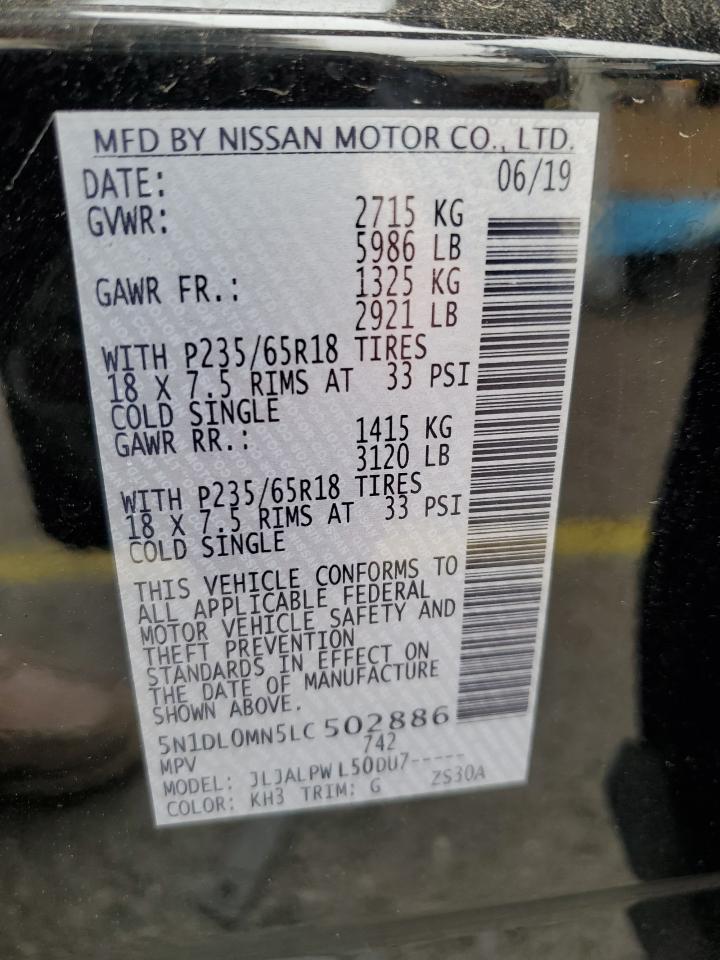 MFD BY NISSAN MOTOR CO., LTD.
DATE: 06/19
GVWR: 2715 KG
5986 LB
GAWR FR.: 1325 KG
2921 LB
WITH P235/65R18 TIRES
18 X 7.5 RIMS AT 33 PSI
COLD SINGLE
GAWR RR.: 1415 KG
3120 LB
WITH P235/65R18 TIRES
18 X 7.5 RIMS AT 33 PSI
COLD SINGLE
THIS VEHICLE CONFORMS TO
ALL APPLICABLE FEDERAL
MOTOR VEHICLE SAFETY AND
THEFT PREVENTION
STANDARDS IN EFFECT ON
THE DATE OF MANUFACTURE
SHOWN ABOVE.
5N1DL0MN5LC502886
MPV 742
MODEL: JLJALPWL50DU7-----
COLOR: KH3 TRIM: G ZS30A